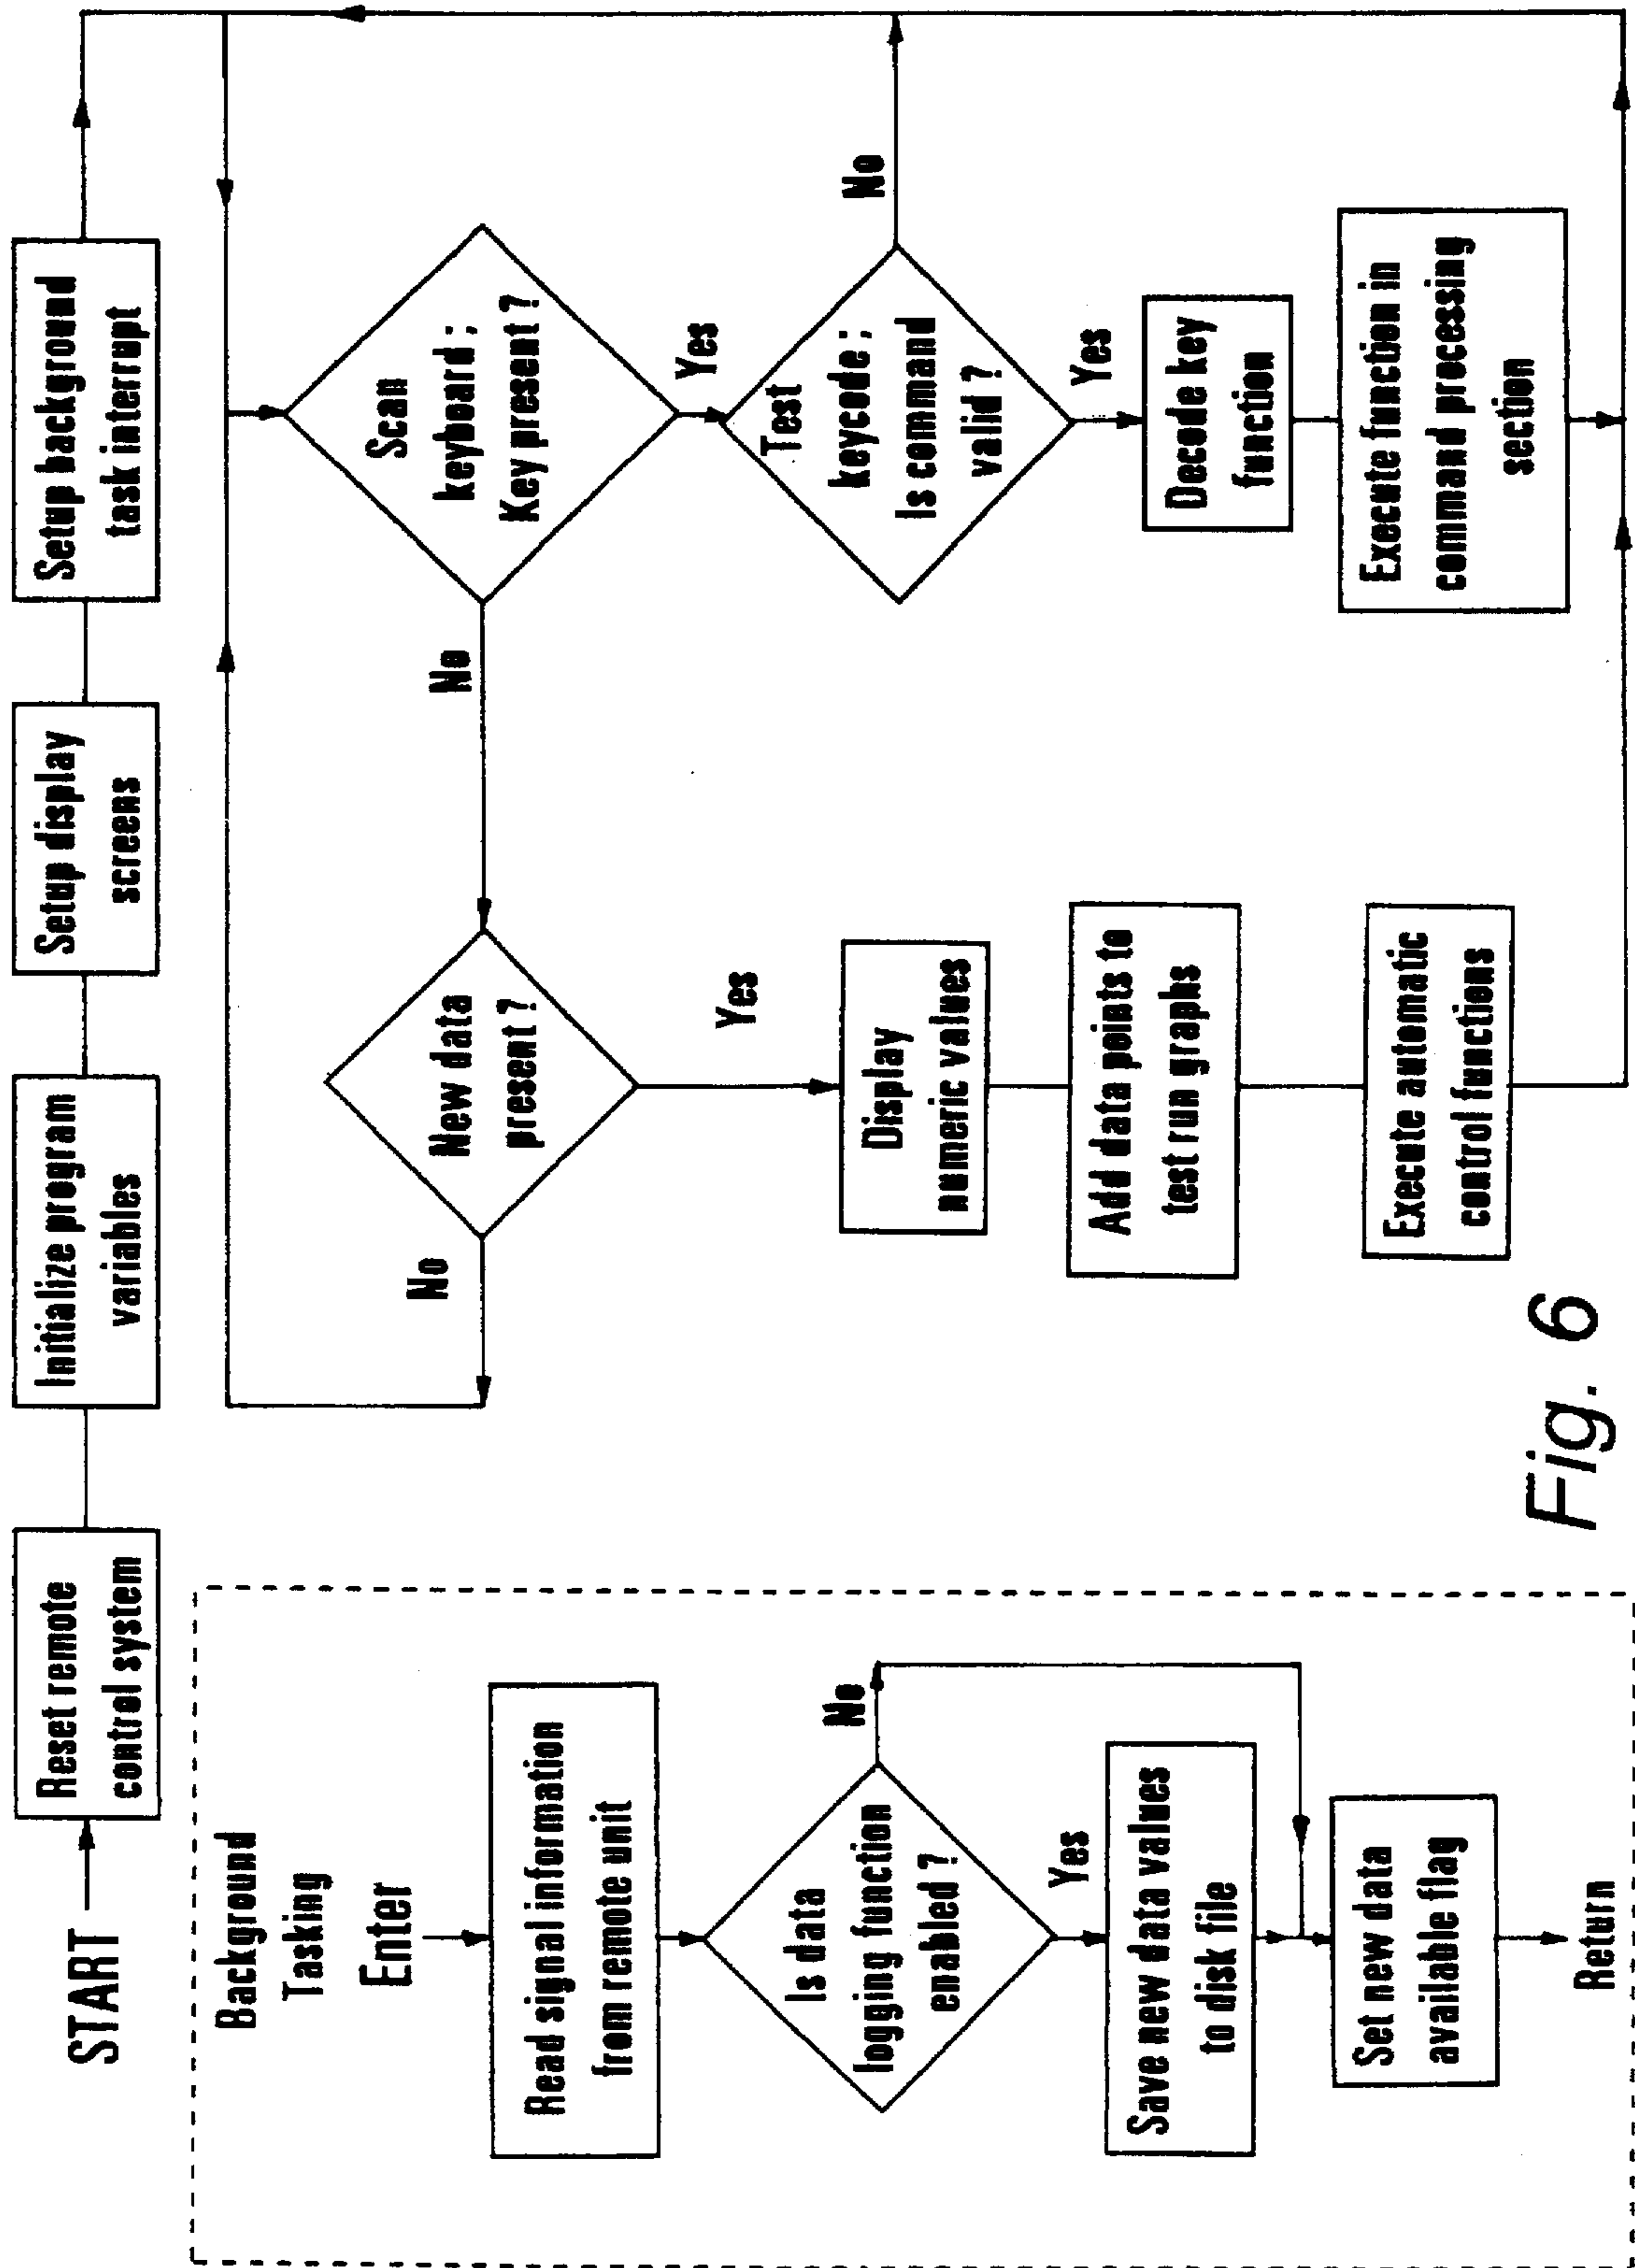 START
Reset remote
control system
Initialize program
variables
Setup display
screens
Setup background
task interrupt
Background
Tasking
Enter
Read signal information
from remote unit
Is data
logging function
enabled ?
No
Yes
Save new data values
to disk file
Set new data
available flag
Return
Scan
keyboard ;
Key present ?
No
Yes
New data
present ?
No
Yes
Display
numeric values
Add data points to
test run graphs
Execute automatic
control functions
Test
keycode ;
Is command
valid ?
No
Yes
Decode key
function
Execute function in
command processing
section
Fig. 6